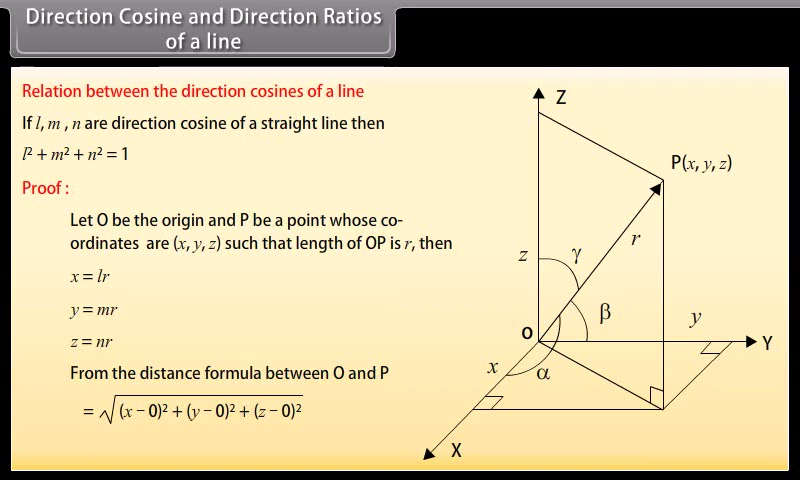 Direction Cosine and Direction Ratios
of a line
Relation between the direction cosines of a line
If l, m , n are direction cosine of a straight line then
l² + m² + n² = 1
Proof :
Let O be the origin and P be a point whose co-
ordinates are (x, y, z) such that length of OP is r, then
x = lr
y = mr
z = nr
From the distance formula between O and P
= √(x − 0)² + (y − 0)² + (z − 0)²
Z
P(x, y, z)
r
z
γ
β
y
O
Y
x
α
X